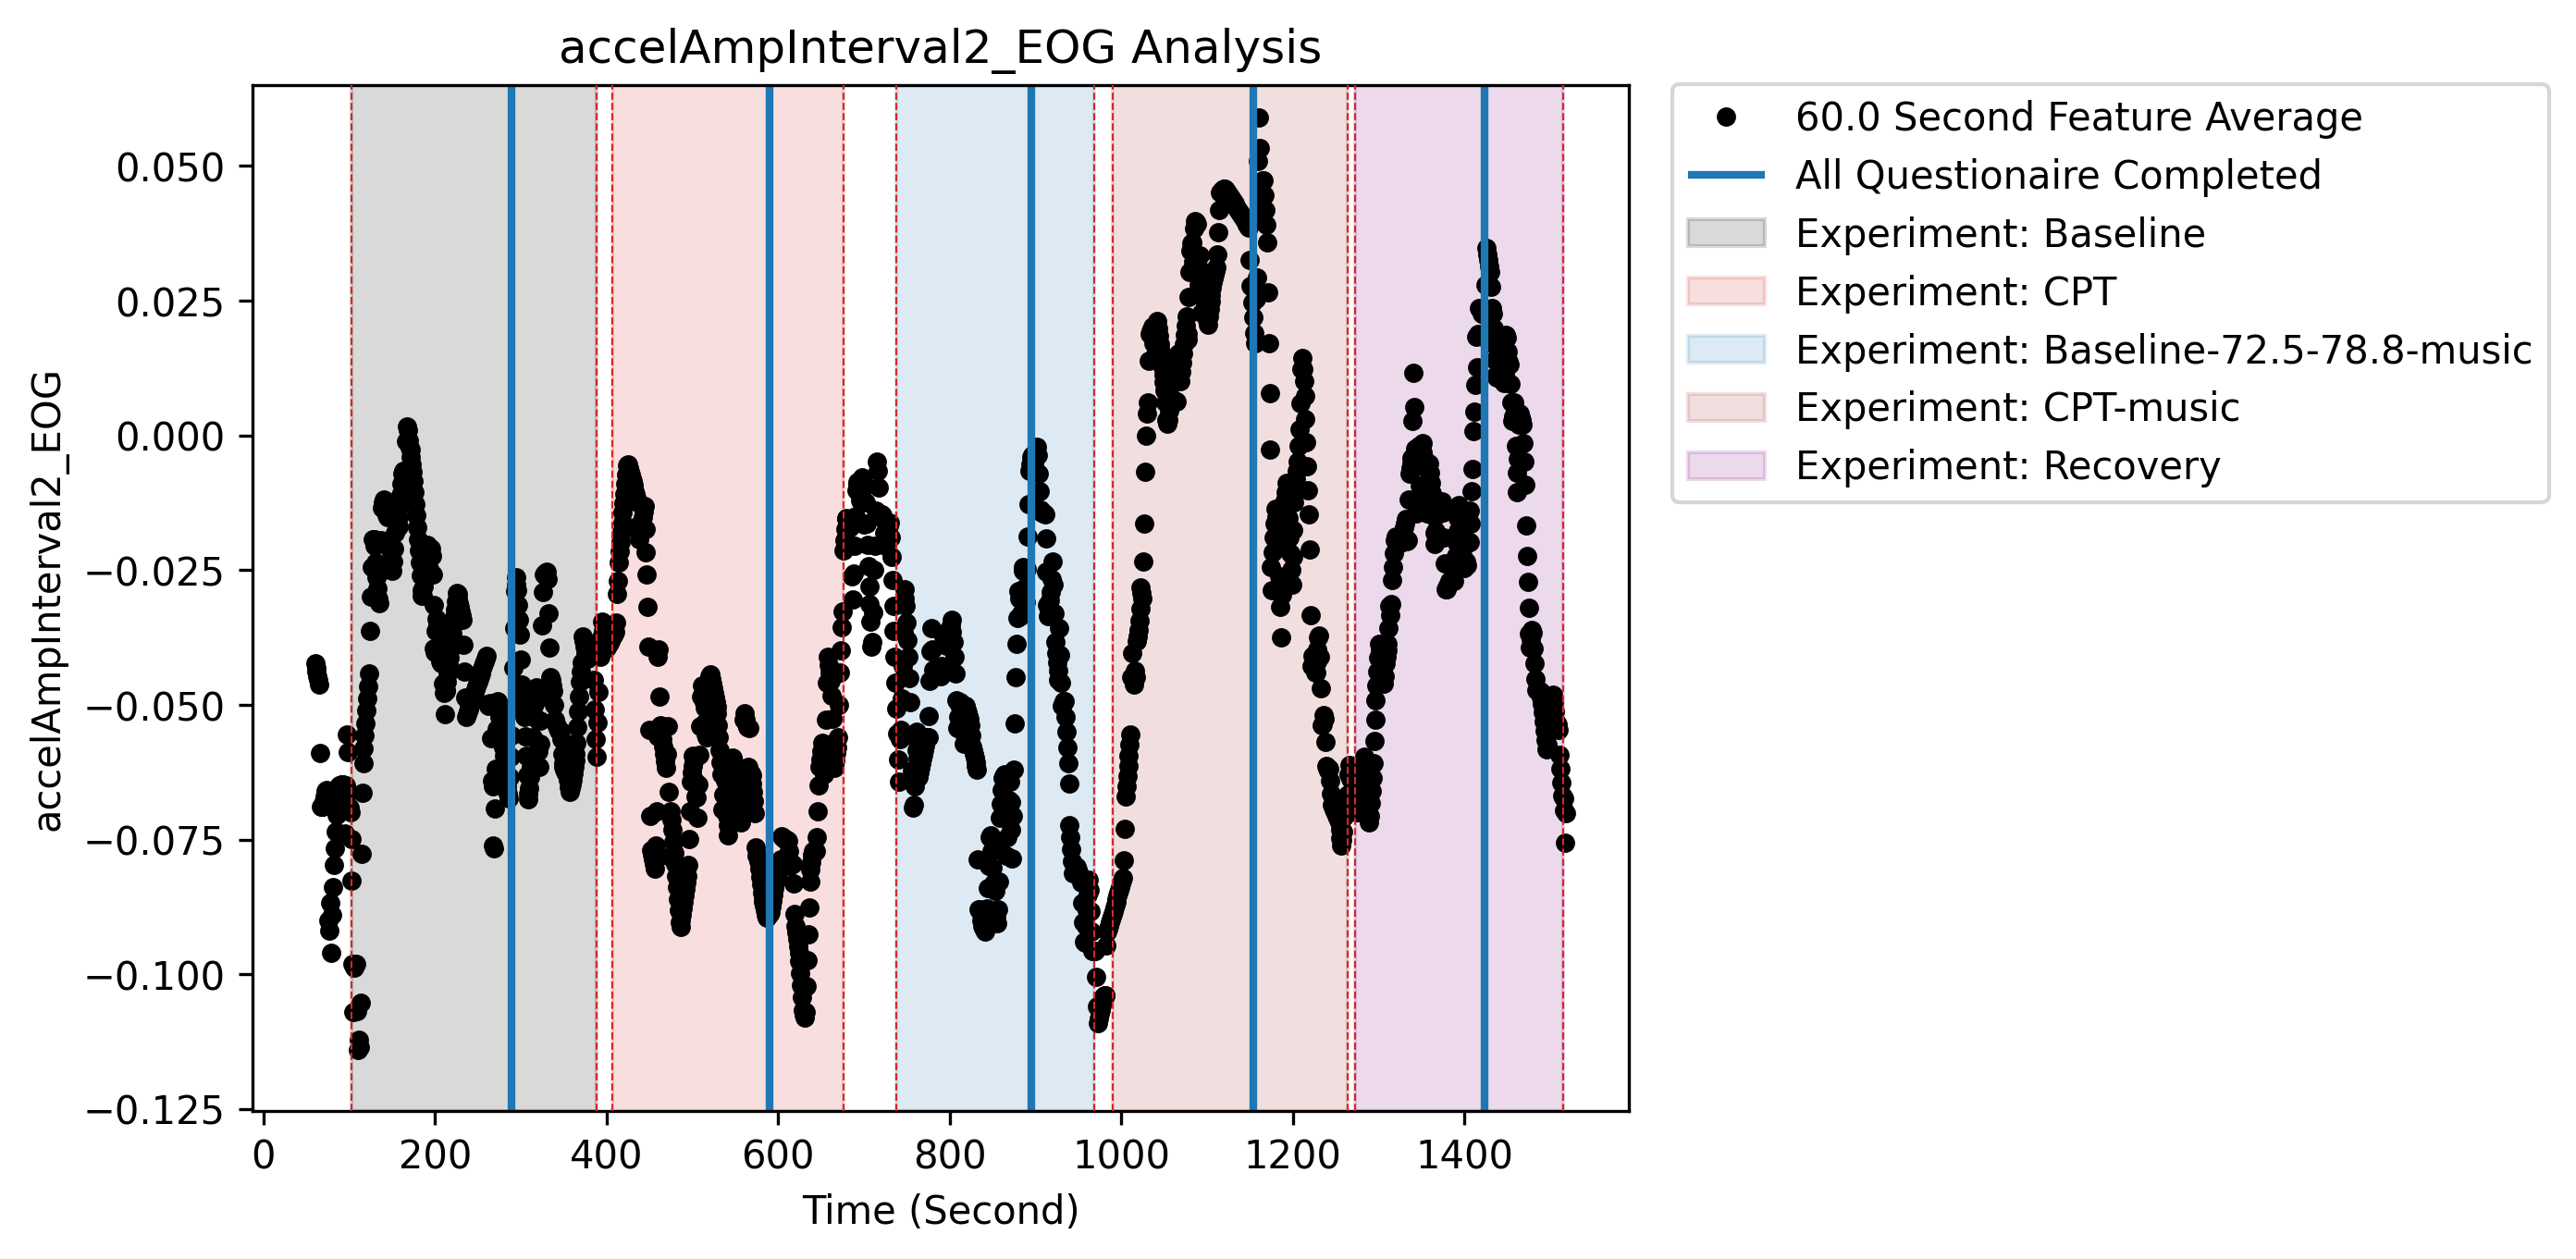 accelAmpInterval2_EOG Analysis
60.0 Second Feature Average
All Questionaire Completed
Experiment: Baseline
Experiment: CPT
Experiment: Baseline-72.5-78.8-music
Experiment: CPT-music
Experiment: Recovery
accelAmpInterval2_EOG
0.050
0.025
0.000
−0.025
−0.050
−0.075
−0.100
−0.125
0 200 400 600 800 1000 1200 1400
Time (Second)